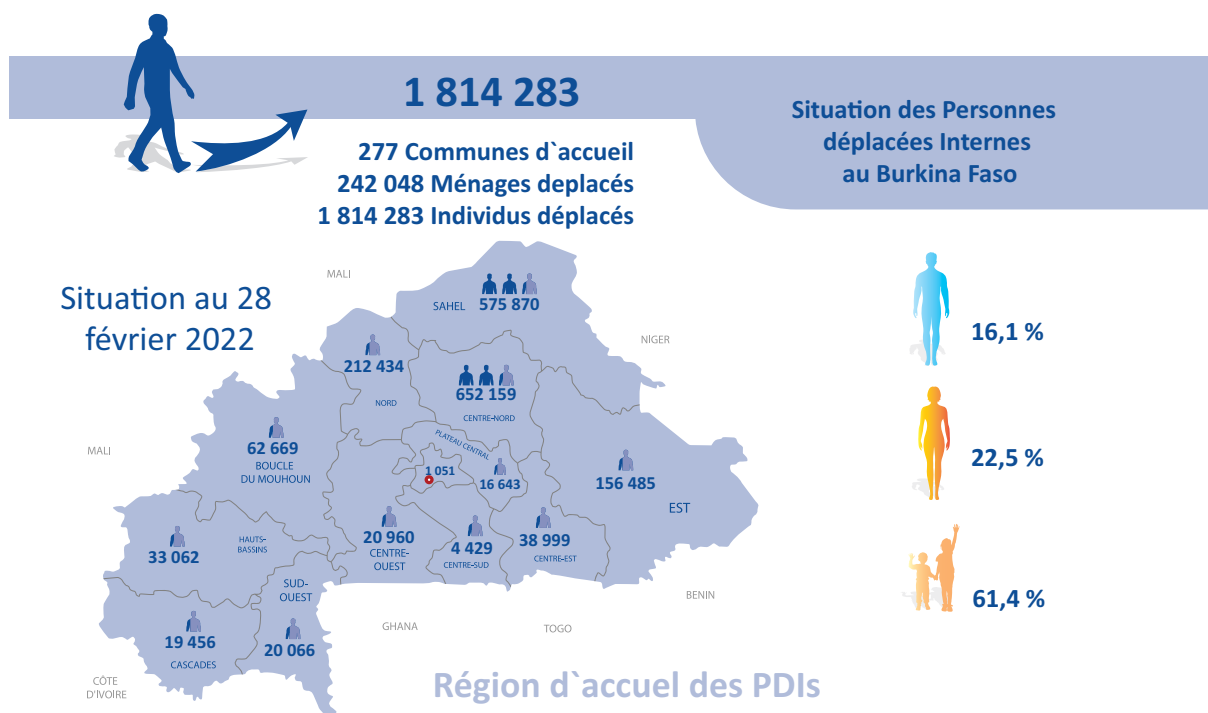 1 814 283
277 Communes d`accueil
242 048 Ménages deplacés
1 814 283 Individus déplacés
Situation des Personnes
déplacées Internes
au Burkina Faso
Situation au 28
février 2022
MALI
SAHEL
575 870
NİGER
212 434
NORD
652 159
CENTRE-NORD
PLATEAU CENTRAL
MALI
62 669
BOUCLE
DU MOUHOUN
1 051
16 643
156 485
EST
33 062
HAUTS-
BASSINS
20 960
CENTRE-
OUEST
4 429
CENTRE-SUD
38 999
CENTRE-EST
SUD-
OUEST
20 066
19 456
CASCADES
BENIN
GHANA
TOGO
CÔTE
D'IVOIRE
Région d`accuel des PDIs
16,1 %
22,5 %
61,4 %